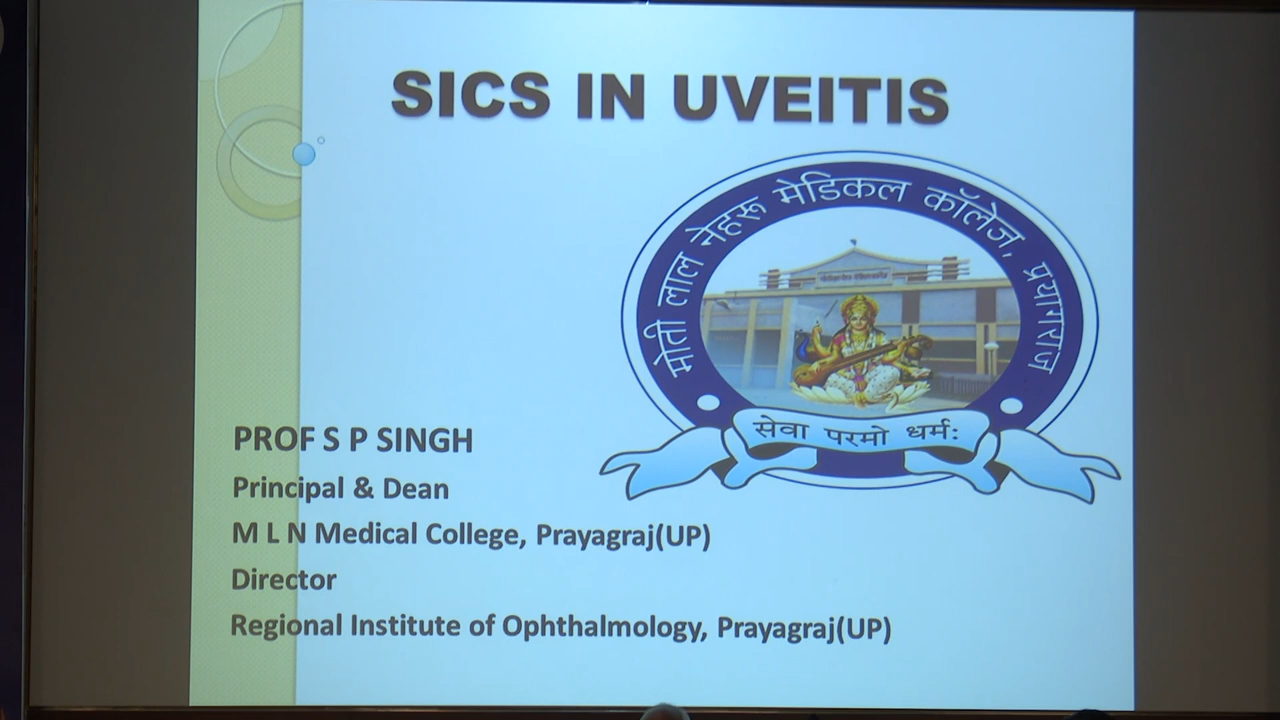 SICS IN UVEITIS
मोती लाल नेहरू मेडिकल कॉलेज, प्रयागराज
सेवा परमो धर्म:
PROF S P SINGH
Principal & Dean
M L N Medical College, Prayagraj(UP)
Director
Regional Institute of Ophthalmology, Prayagraj(UP)